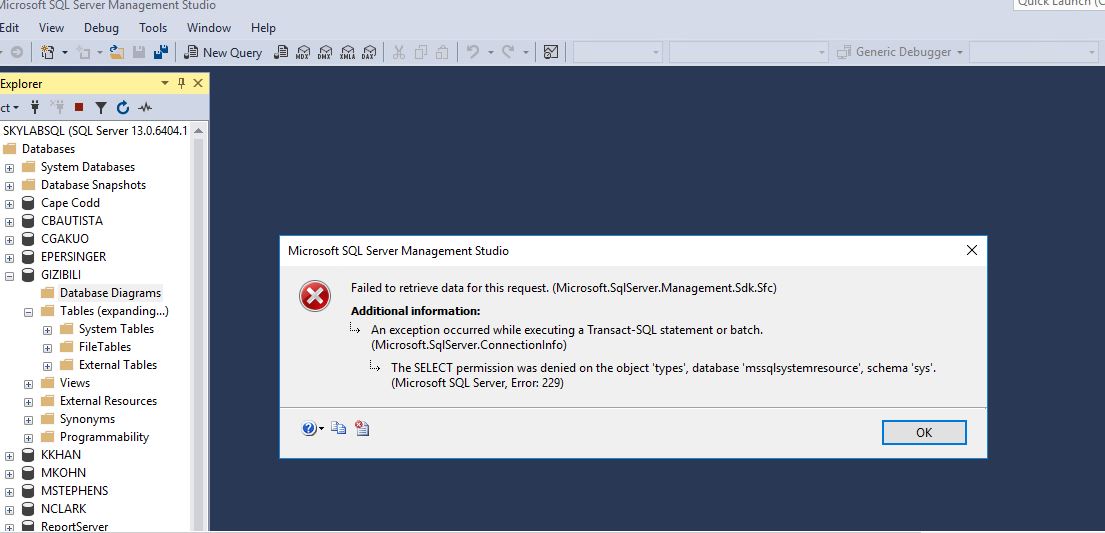 Microsoft SQL Server Management Studio
Quick Launch (C
Edit View Debug Tools Window Help
New Query MDX DMX XMLA DAX Generic Debugger
Explorer
ct
SKYLABSQL (SQL Server 13.0.6404.1
Databases
System Databases
Database Snapshots
Cape Codd
CBAUTISTA
CGAKUO
EPERSINGER
GIZIBILI
Database Diagrams
Tables (expanding...)
System Tables
FileTables
External Tables
Views
External Resources
Synonyms
Programmability
KKHAN
MKOHN
MSTEPHENS
NCLARK
ReportServer
Microsoft SQL Server Management Studio
Failed to retrieve data for this request. (Microsoft.SqlServer.Management.Sdk.Sfc)
Additional information:
An exception occurred while executing a Transact-SQL statement or batch.
(Microsoft.SqlServer.ConnectionInfo)
The SELECT permission was denied on the object 'types', database 'mssqlsystemresource', schema 'sys'.
(Microsoft SQL Server, Error: 229)
OK